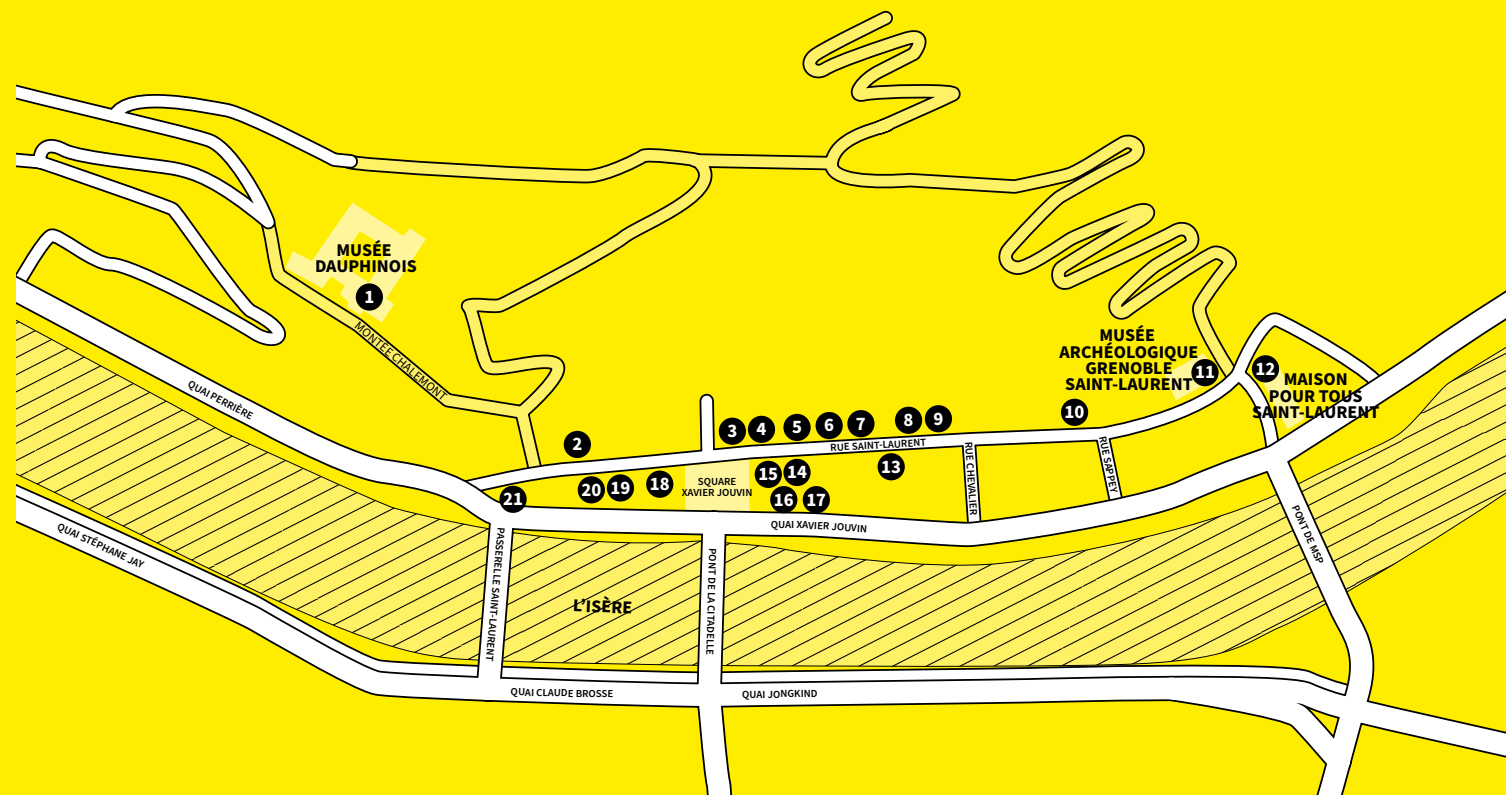 MUSÉE
DAUPHINOIS
1
MONTÉE CHALEMONT
QUAI PERRIÈRE
MUSÉE
ARCHÉOLOGIQUE
GRENOBLE
SAINT-LAURENT
11
12
MAISON
POUR TOUS
SAINT-LAURENT
2
3
4
5
6
7
8
9
10
RUE SAINT-LAURENT
13
RUE CHEVALIER
RUE SAPPEY
21
20
19
18
SQUARE
XAVIER JOUVIN
15
14
16
17
QUAI XAVIER JOUVIN
QUAI STÉPHANE JAY
PASSERELLE SAINT-LAURENT
L'ISÈRE
PONT DE LA CITADELLE
PONT DE MSP
QUAI CLAUDE BROSSE
QUAI JONGKIND